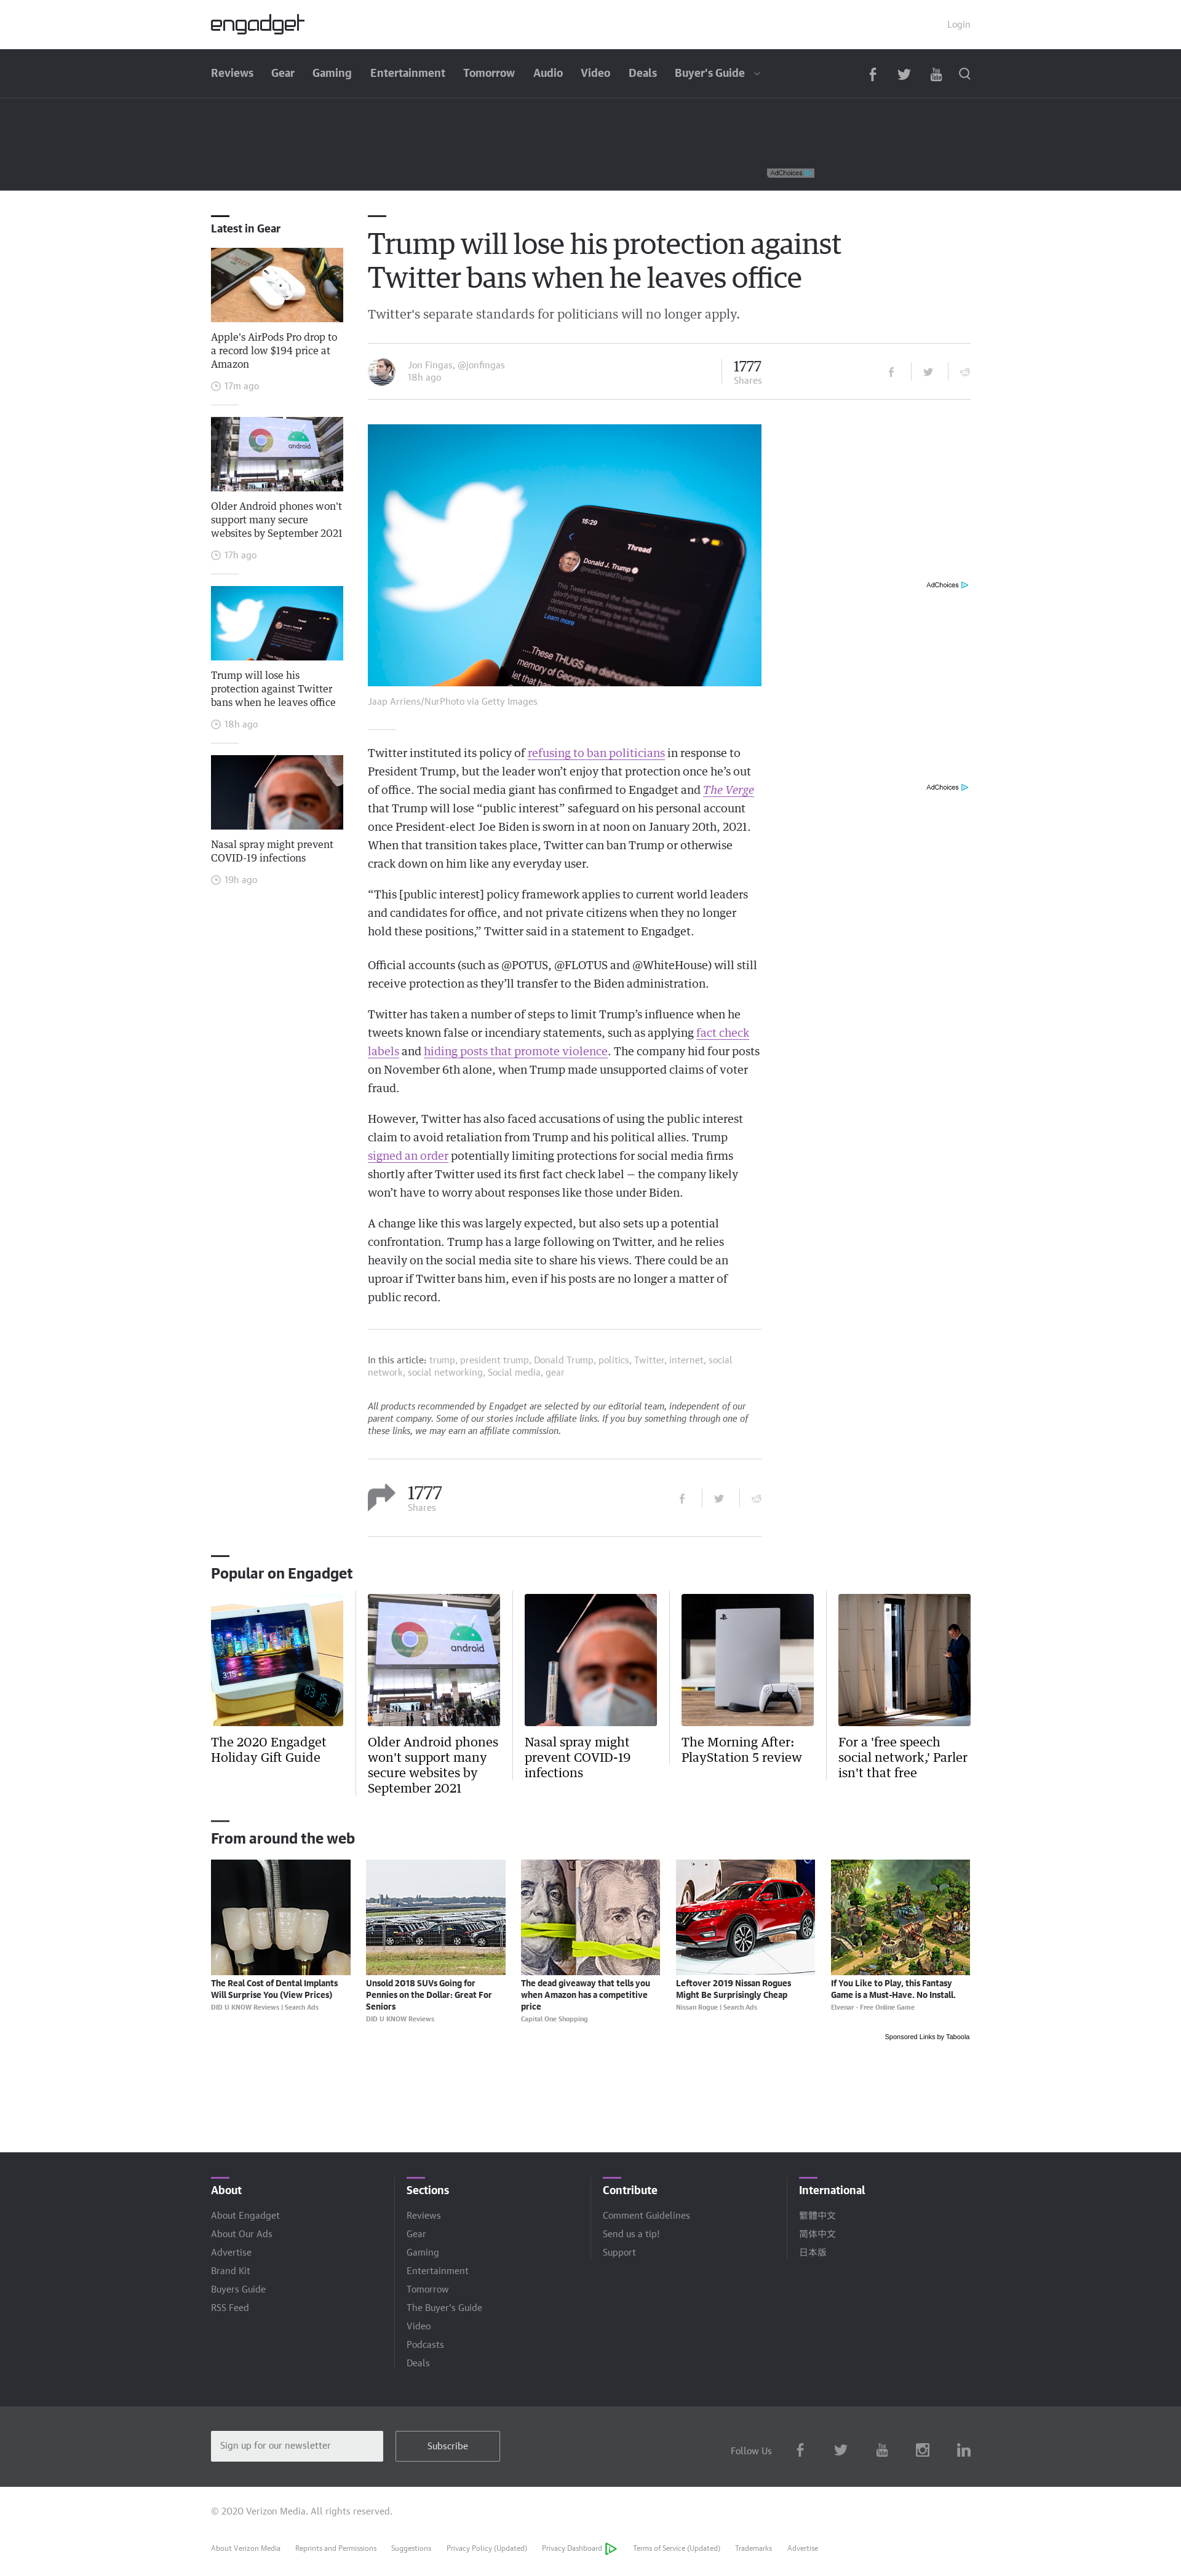 engadget
Login
Reviews Gear Gaming Entertainment Tomorrow Audio Video Deals Buyer's Guide
AdChoices
Latest in Gear
Apple's AirPods Pro drop to
a record low $194 price at
Amazon
17m ago
Older Android phones won't
support many secure
websites by September 2021
17h ago
Trump will lose his
protection against Twitter
bans when he leaves office
18h ago
Nasal spray might prevent
COVID-19 infections
19h ago
Trump will lose his protection against
Twitter bans when he leaves office
Twitter's separate standards for politicians will no longer apply.
Jon Fingas, @jonfingas
18h ago
1777
Shares
15:29
Thread
Donald J. Trump
@realDonaldTrump
This Tweet violated the Twitter Rules about
glorifying violence. However,
Learn more
....These THUGS are dishonoring
Jaap Arriens/NurPhoto via Getty Images
AdChoices
AdChoices
Twitter instituted its policy of refusing to ban politicians in response to
President Trump, but the leader won’t enjoy that protection once he’s out
of office. The social media giant has confirmed to Engadget and The Verge
that Trump will lose “public interest” safeguard on his personal account
once President-elect Joe Biden is sworn in at noon on January 20th, 2021.
When that transition takes place, Twitter can ban Trump or otherwise
crack down on him like any everyday user.
“This [public interest] policy framework applies to current world leaders
and candidates for office, and not private citizens when they no longer
hold these positions,” Twitter said in a statement to Engadget.
Official accounts (such as @POTUS, @FLOTUS and @WhiteHouse) will still
receive protection as they’ll transfer to the Biden administration.
Twitter has taken a number of steps to limit Trump’s influence when he
tweets known false or incendiary statements, such as applying fact check
labels and hiding posts that promote violence. The company hid four posts
on November 6th alone, when Trump made unsupported claims of voter
fraud.
However, Twitter has also faced accusations of using the public interest
claim to avoid retaliation from Trump and his political allies. Trump
signed an order potentially limiting protections for social media firms
shortly after Twitter used its first fact check label — the company likely
won’t have to worry about responses like those under Biden.
A change like this was largely expected, but also sets up a potential
confrontation. Trump has a large following on Twitter, and he relies
heavily on the social media site to share his views. There could be an
uproar if Twitter bans him, even if his posts are no longer a matter of
public record.
In this article: trump, president trump, Donald Trump, politics, Twitter, internet, social
network, social networking, Social media, gear
All products recommended by Engadget are selected by our editorial team, independent of our
parent company. Some of our stories include affiliate links. If you buy something through one of
these links, we may earn an affiliate commission.
1777
Shares
Popular on Engadget
The 2020 Engadget
Holiday Gift Guide
Older Android phones
won't support many
secure websites by
September 2021
Nasal spray might
prevent COVID-19
infections
The Morning After:
PlayStation 5 review
For a 'free speech
social network,' Parler
isn't that free
From around the web
The Real Cost of Dental Implants
Will Surprise You (View Prices)
DID U KNOW Reviews | Search Ads
Unsold 2018 SUVs Going for
Pennies on the Dollar: Great For
Seniors
DID U KNOW Reviews
The dead giveaway that tells you
when Amazon has a competitive
price
Capital One Shopping
Leftover 2019 Nissan Rogues
Might Be Surprisingly Cheap
Nissan Rogue | Search Ads
If You Like to Play, this Fantasy
Game is a Must-Have. No Install.
Elvenar - Free Online Game
Sponsored Links by Taboola
About
About Engadget
About Our Ads
Advertise
Brand Kit
Buyers Guide
RSS Feed
Sections
Reviews
Gear
Gaming
Entertainment
Tomorrow
The Buyer's Guide
Video
Podcasts
Deals
Contribute
Comment Guidelines
Send us a tip!
Support
International
繁體中文
简体中文
日本版
Sign up for our newsletter
Subscribe
Follow Us
© 2020 Verizon Media. All rights reserved.
About Verizon Media Reprints and Permissions Suggestions Privacy Policy (Updated) Privacy Dashboard Terms of Service (Updated) Trademarks Advertise